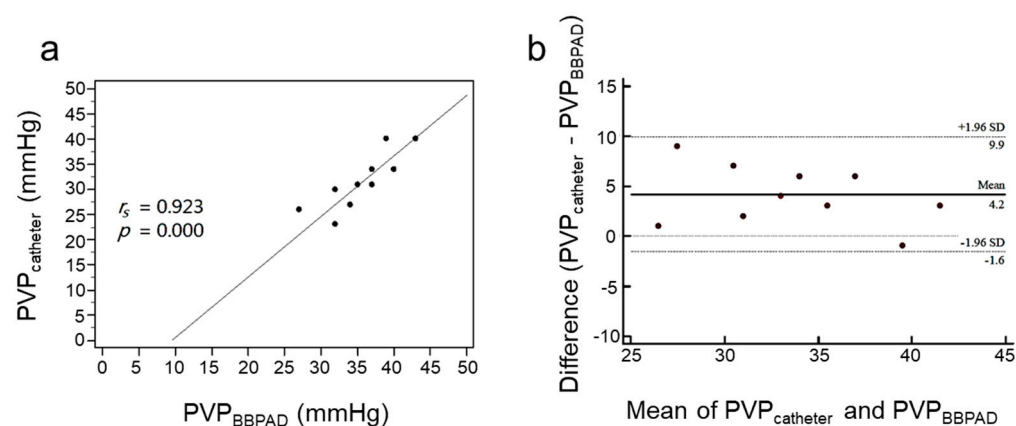 a
PVPcatheter (mmHg)
50
45
40
35
30
25
20
15
10
5
0
rs = 0.923
p = 0.000
0 5 10 15 20 25 30 35 40 45 50
PVPBBPAD (mmHg)
b
Difference (PVPcatheter - PVPBBPAD)
15
10
5
0
-5
-10
+1.96 SD
9.9
Mean
4.2
-1.96 SD
-1.6
25 30 35 40 45
Mean of PVPcatheter and PVPBBPAD